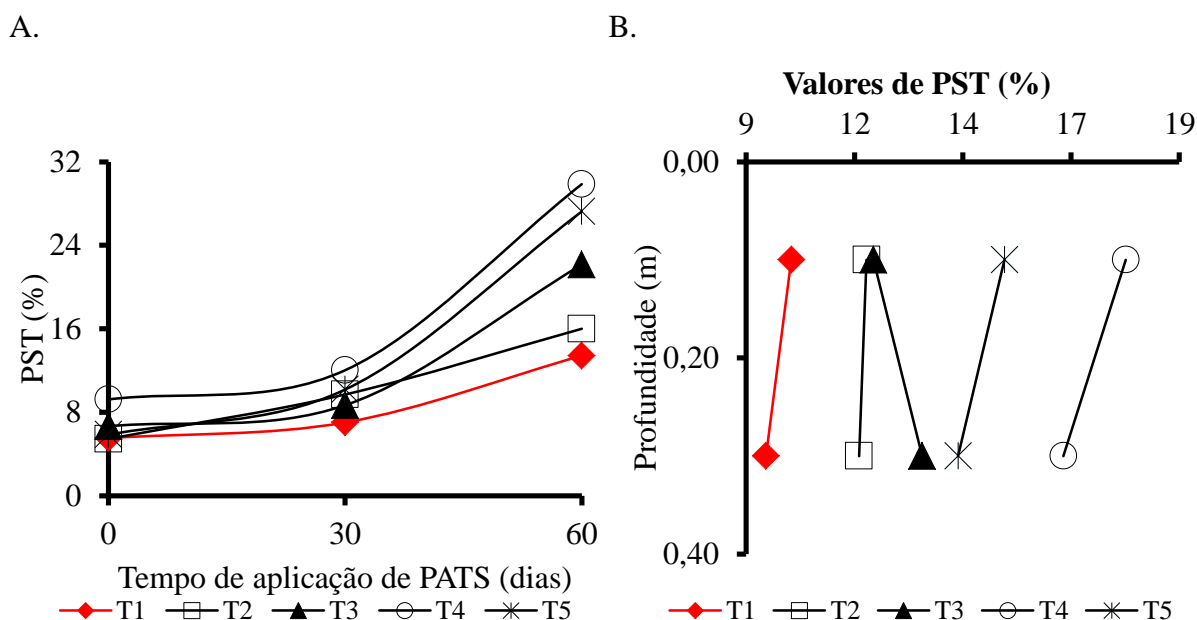 A.
B.
Valores de PST (%)
9 12 14 17 19
0,00
0,20
0,40
Profundidade (m)
32
24
16
8
0
PST (%)
0 30 60
Tempo de aplicação de PATS (dias)
T1 T2 T3 T4 T5
T1 T2 T3 T4 T5